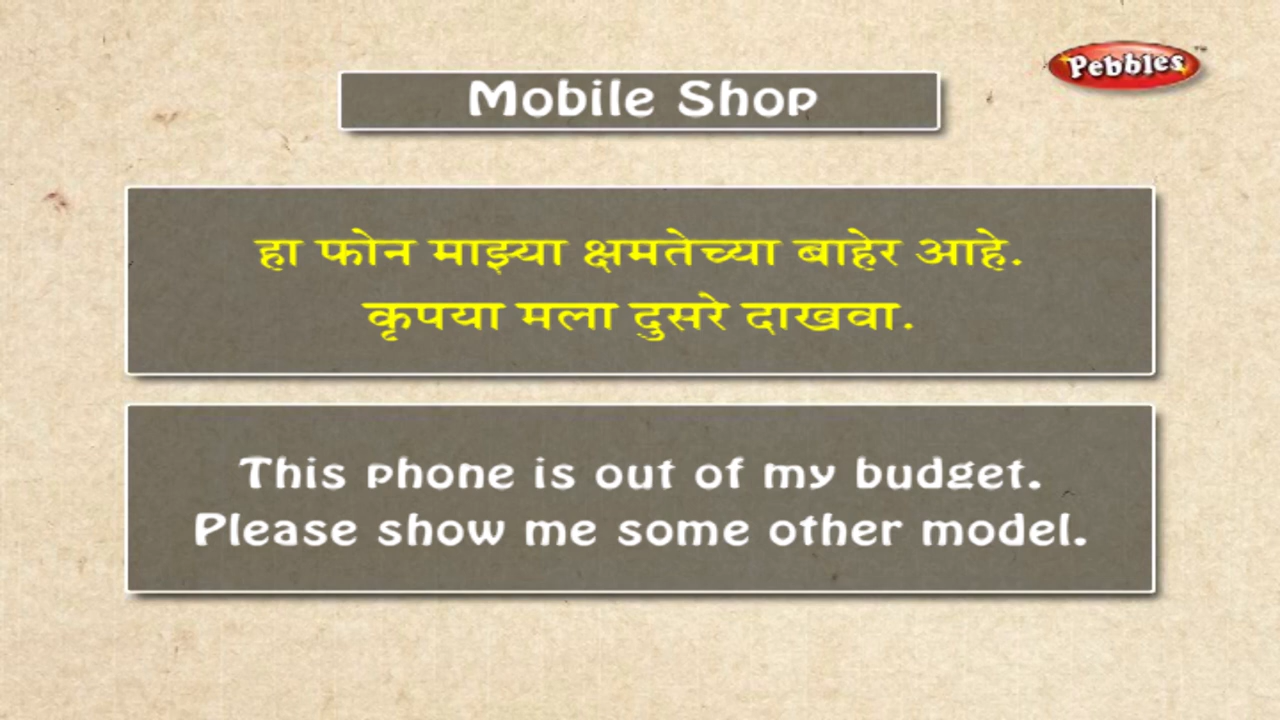 Pebbles™
Mobile Shop
हा फोन माझ्या क्षमतेच्या बाहेर आहे.
कृपया मला दुसरे दाखवा.
This phone is out of my budget.
Please show me some other model.